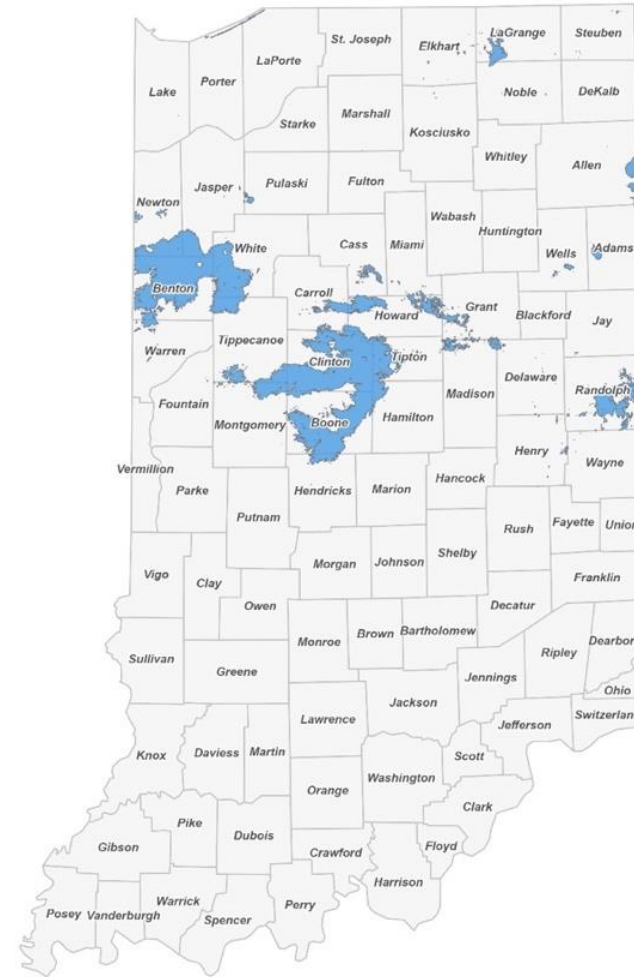 St. Joseph
LaGrange
Steuben
Elkhart
LaPorte
Porter
Lake
Noble
DeKalb
Marshall
Starke
Kosciusko
Whitley
Allen
Jasper
Pulaski
Fulton
Newton
Wabash
Huntington
White
Cass
Miami
Wells
Adams
Benton
Carroll
Grant
Howard
Blackford
Jay
Tippecanoe
Warren
Clinton
Tipton
Delaware
Randolph
Madison
Fountain
Montgomery
Boone
Hamilton
Henry
Wayne
Vermillion
Parke
Hendricks
Marion
Hancock
Putnam
Rush
Fayette
Union
Shelby
Morgan
Johnson
Vigo
Clay
Franklin
Owen
Decatur
Monroe
Brown
Bartholomew
Dearbor
Ripley
Sullivan
Greene
Jennings
Ohio
Jackson
Switzerlan
Lawrence
Jefferson
Knox
Daviess
Martin
Scott
Washington
Orange
Clark
Pike
Dubois
Gibson
Crawford
Floyd
Harrison
Posey
Vanderburgh
Warrick
Spencer
Perry